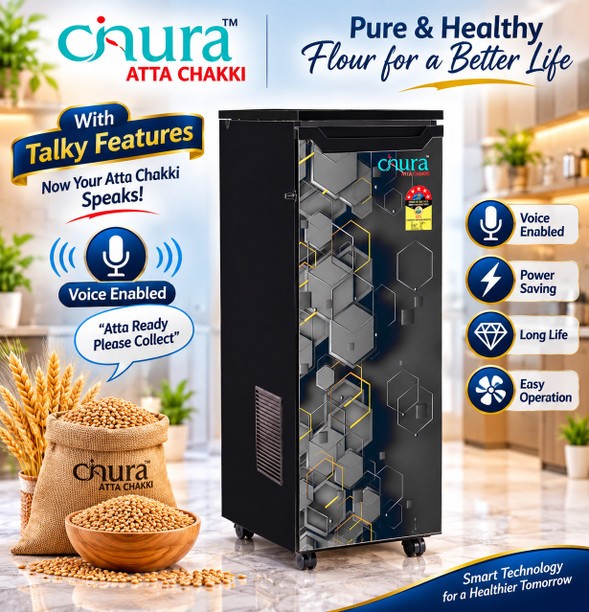 Chura™
ATTA CHAKKI
Pure & Healthy
Flour for a Better Life
With
Talky Features
Now Your Atta Chakki
Speaks!
Voice Enabled
"Atta Ready
Please Collect"
Chura™
ATTA CHAKKI
Voice
Enabled
Power
Saving
Long Life
Easy
Operation
Chura™
ATTA CHAKKI
Smart Technology
for a Healthier Tomorrow